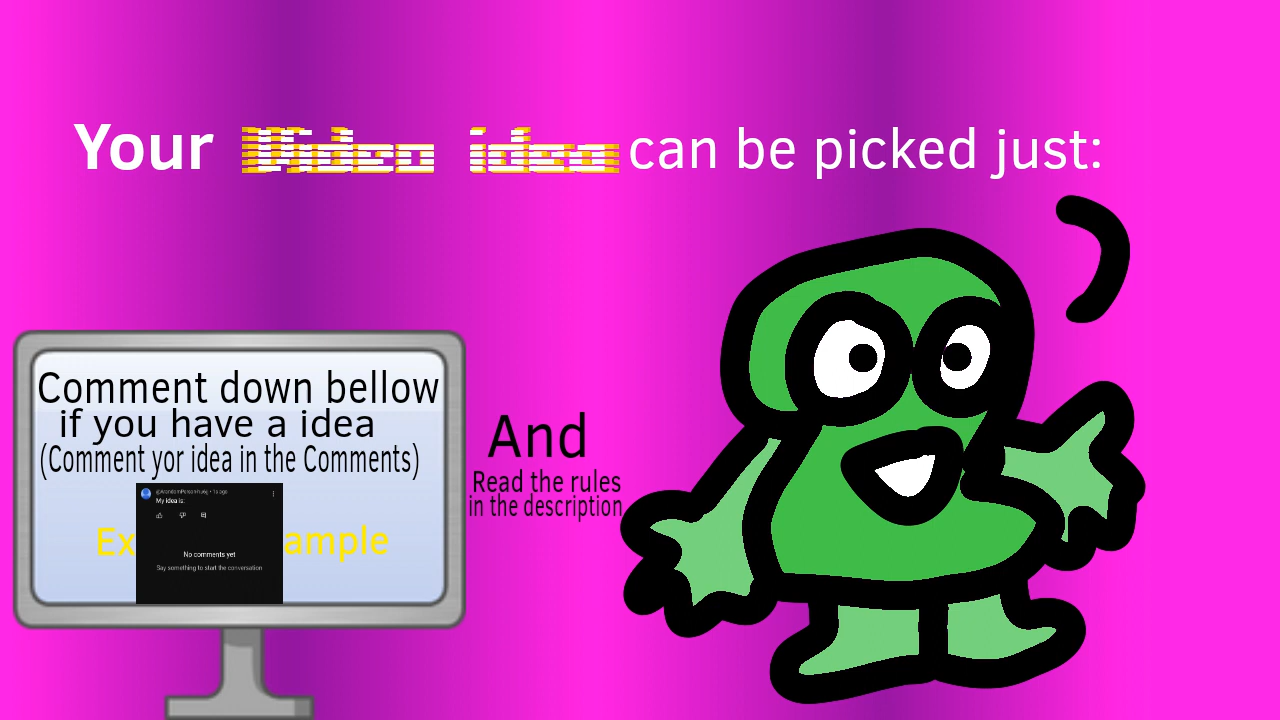 Your Video idea can be picked just:
Comment down bellow
if you have a idea
(Comment yor idea in the Comments)
My idea is:
No comments yet
Say something to start the conversation
Ex ample
And
Read the rules
in the description